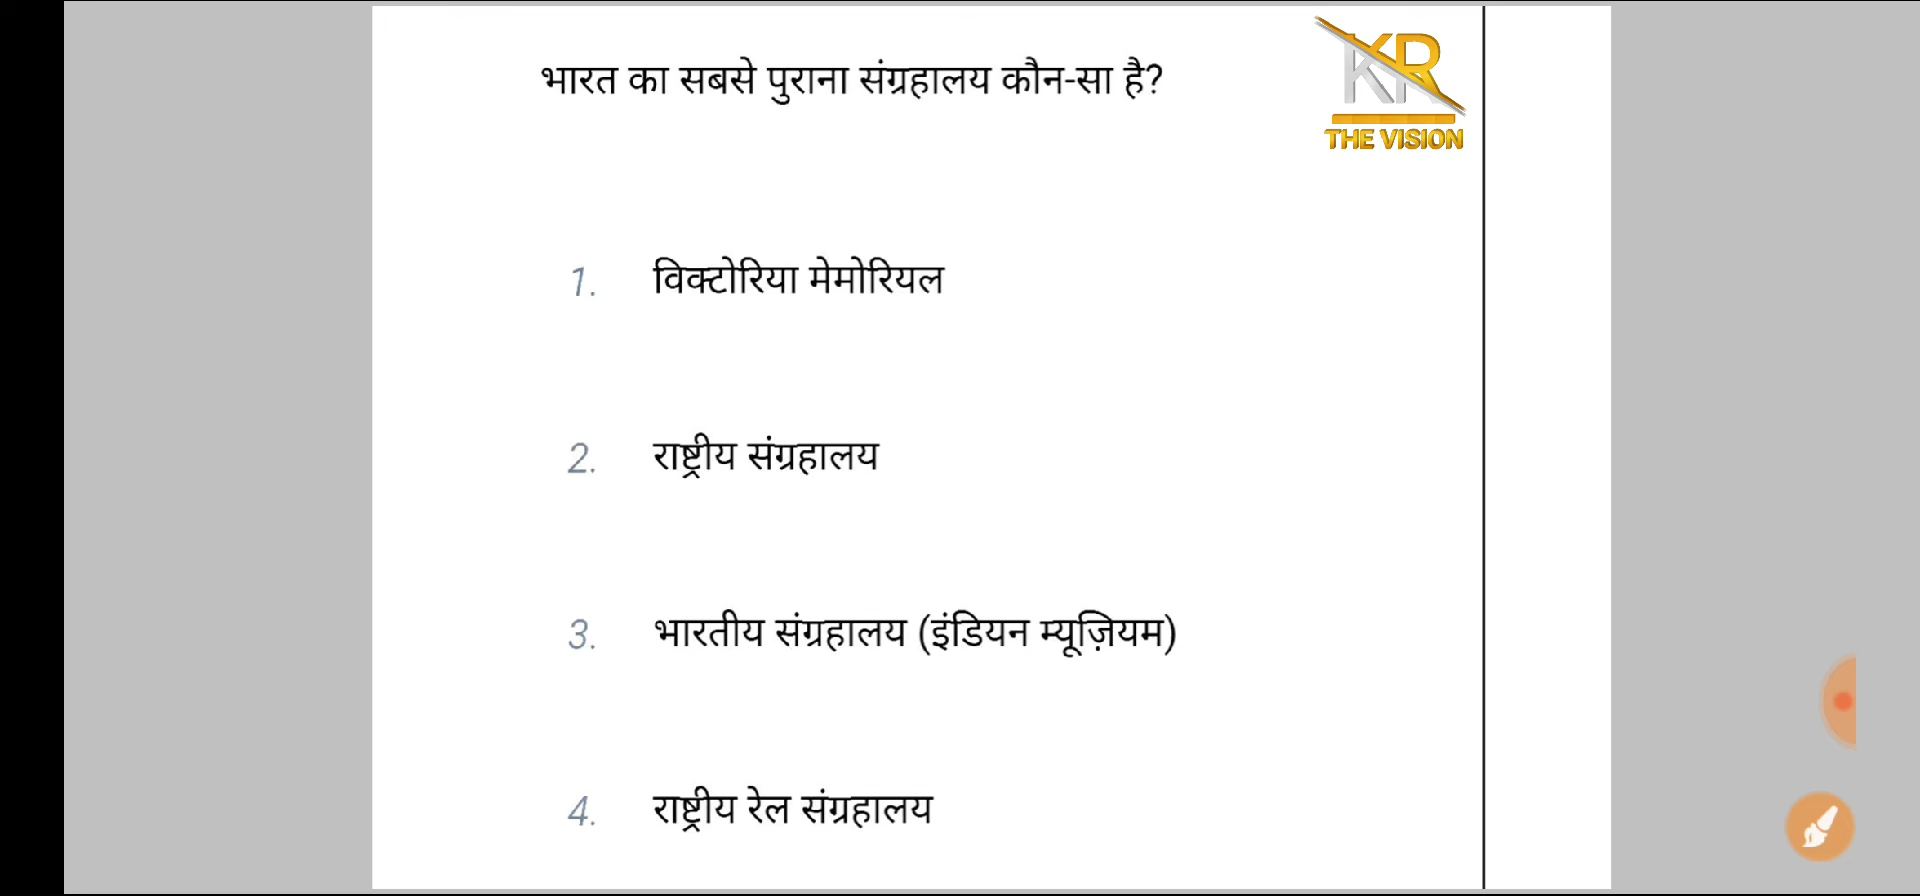 भारत का सबसे पुराना संग्रहालय कौन-सा है?
KR
THE VISION
1. विक्टोरिया मेमोरियल
2. राष्ट्रीय संग्रहालय
3. भारतीय संग्रहालय (इंडियन म्यूज़ियम)
4. राष्ट्रीय रेल संग्रहालय